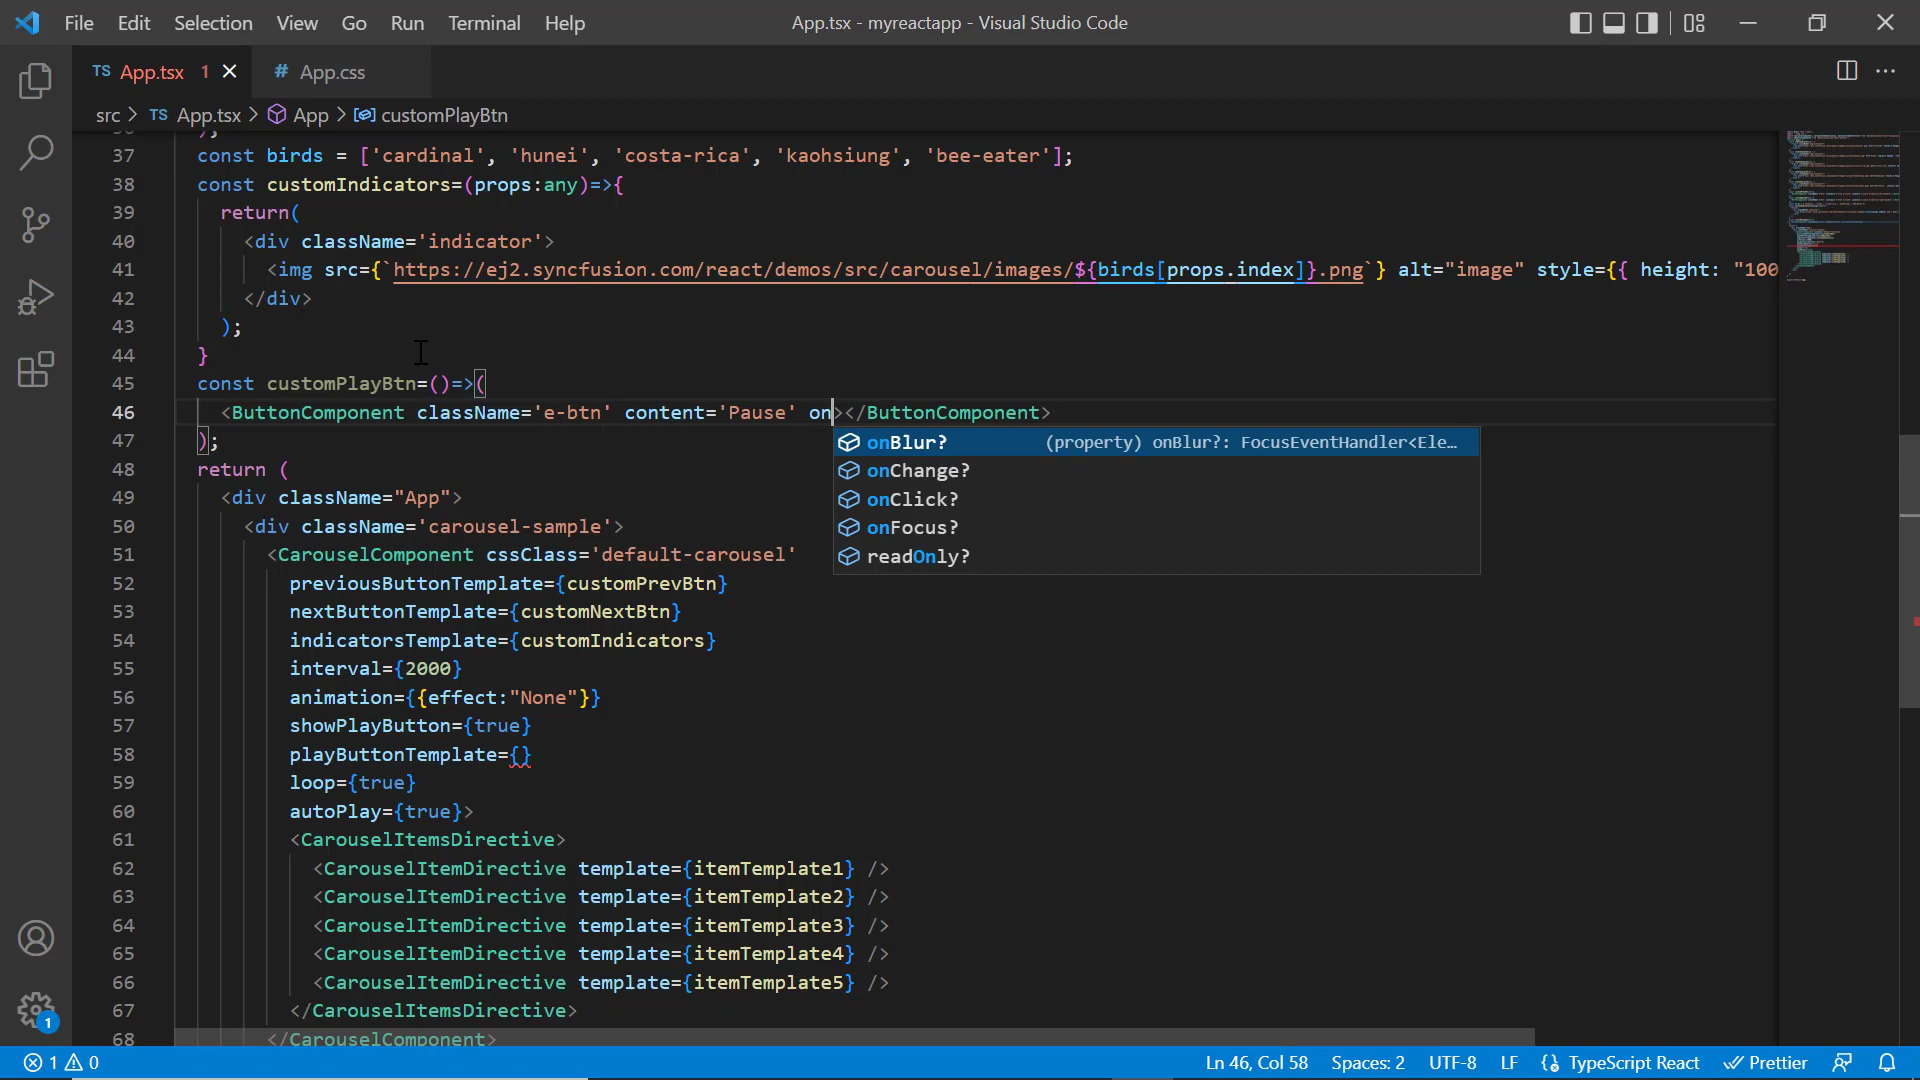 File Edit Selection View Go Run Terminal Help
App.tsx - myreactapp - Visual Studio Code
TS App.tsx 1
# App.css
src > TS App.tsx > App > customPlayBtn
37 const birds = ['cardinal', 'hunei', 'costa-rica', 'kaohsiung', 'bee-eater'];
38 const customIndicators=(props:any)=>{
39 return(
40 <div className='indicator'>
41 <img src={`https://ej2.syncfusion.com/react/demos/src/carousel/images/${birds[props.index]}.png`} alt="image" style={{ height: "100
42 </div>
43 );
44 }
45 const customPlayBtn=()=>(
46 <ButtonComponent className='e-btn' content='Pause' on></ButtonComponent>
onBlur? (property) onBlur?: FocusEventHandler<Ele…
onChange?
onClick?
onFocus?
readOnly?
47 );
48 return (
49 <div className="App">
50 <div className='carousel-sample'>
51 <CarouselComponent cssClass='default-carousel'
52 previousButtonTemplate={customPrevBtn}
53 nextButtonTemplate={customNextBtn}
54 indicatorsTemplate={customIndicators}
55 interval={2000}
56 animation={{effect:"None"}}
57 showPlayButton={true}
58 playButtonTemplate={}
59 loop={true}
60 autoPlay={true}>
61 <CarouselItemsDirective>
62 <CarouselItemDirective template={itemTemplate1} />
63 <CarouselItemDirective template={itemTemplate2} />
64 <CarouselItemDirective template={itemTemplate3} />
65 <CarouselItemDirective template={itemTemplate4} />
66 <CarouselItemDirective template={itemTemplate5} />
67 </CarouselItemsDirective>
68 </CarouselComponent>
1
1 0
Ln 46, Col 58 Spaces: 2 UTF-8 LF {} TypeScript React Prettier